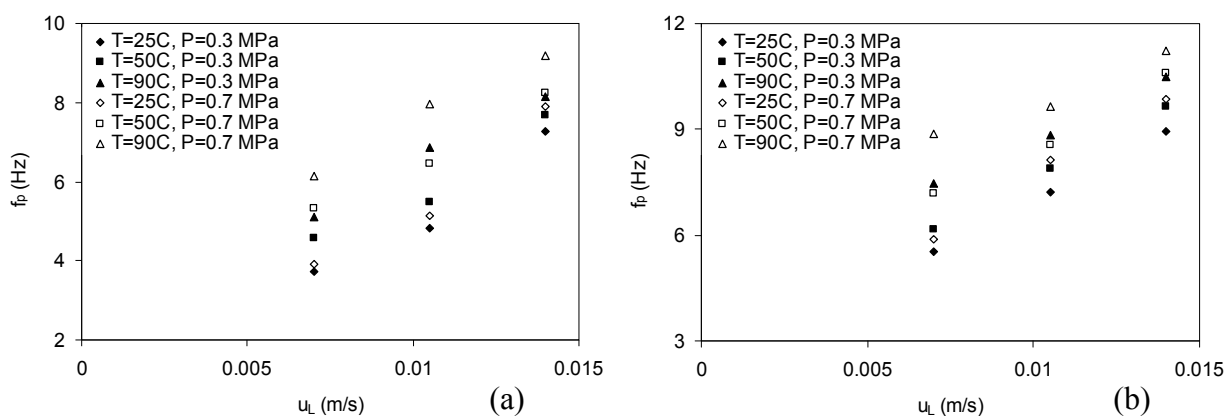 10
8
6
4
2
f_p (Hz)
T=25C, P=0.3 MPa
T=50C, P=0.3 MPa
T=90C, P=0.3 MPa
T=25C, P=0.7 MPa
T=50C, P=0.7 MPa
T=90C, P=0.7 MPa
0
0.005
0.01
0.015
u_L (m/s)
(a)
12
9
6
3
f_p (Hz)
T=25C, P=0.3 MPa
T=50C, P=0.3 MPa
T=90C, P=0.3 MPa
T=25C, P=0.7 MPa
T=50C, P=0.7 MPa
T=90C, P=0.7 MPa
0
0.005
0.01
0.015
u_L (m/s)
(b)